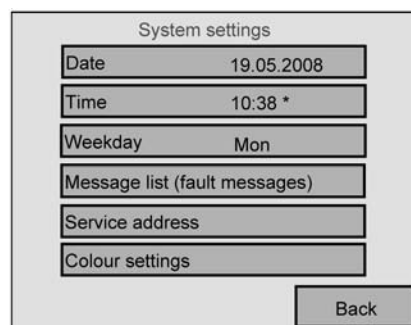 System settings
Date 19.05.2008
Time 10:38 *
Weekday Mon
Message list (fault messages)
Service address
Colour settings
Back